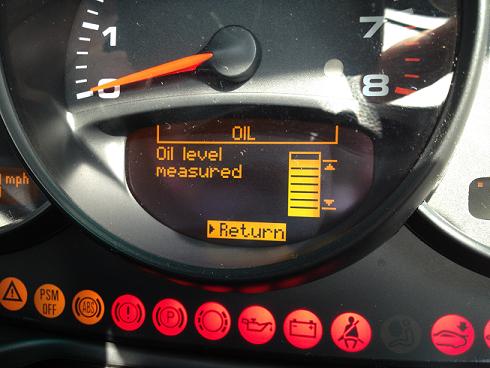 1
0
7
8
OIL
Oil level
measured
Return
mph
PSM
OFF
ABS
P